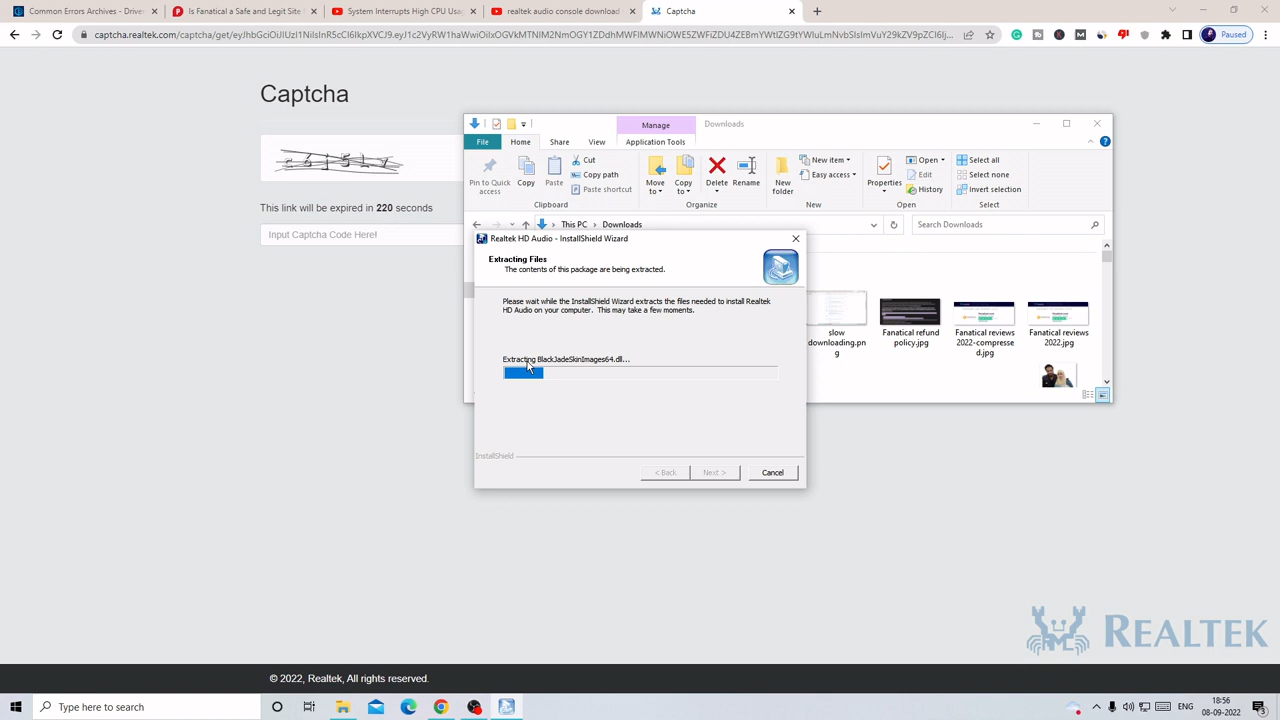 Common Errors Archives - Driver
Is Fanatical a Safe and Legit Site
System Interrupts High CPU Usag
realtek audio console download
Captcha
captcha.realtek.com/captcha/get/
Paused
Captcha
This link will be expired in 220 seconds
Input Captcha Code Here!
Manage
Downloads
File
Home
Share
View
Application Tools
Pin to Quick access
Copy
Paste
Cut
Copy path
Paste shortcut
Clipboard
Move to
Copy to
Delete
Rename
Organize
New folder
New item
Easy access
New
Properties
Open
Edit
History
Open
Select all
Select none
Invert selection
Select
This PC
Downloads
Search Downloads
Realtek HD Audio - InstallShield Wizard
Extracting Files
The contents of this package are being extracted.
Please wait while the InstallShield Wizard extracts the files needed to install Realtek
HD Audio on your computer. This may take a few moments.
Extracting BlackJadeSkinImages64.dll...
InstallShield
< Back
Next >
Cancel
slow
downloading.pn
g
Fanatical refund
policy.jpg
Fanatical reviews
2022-compresse
d.jpg
Fanatical reviews
2022.jpg
REALTEK
© 2022, Realtek, All rights reserved.
Type here to search
ENG
18:56
08-09-2022
3